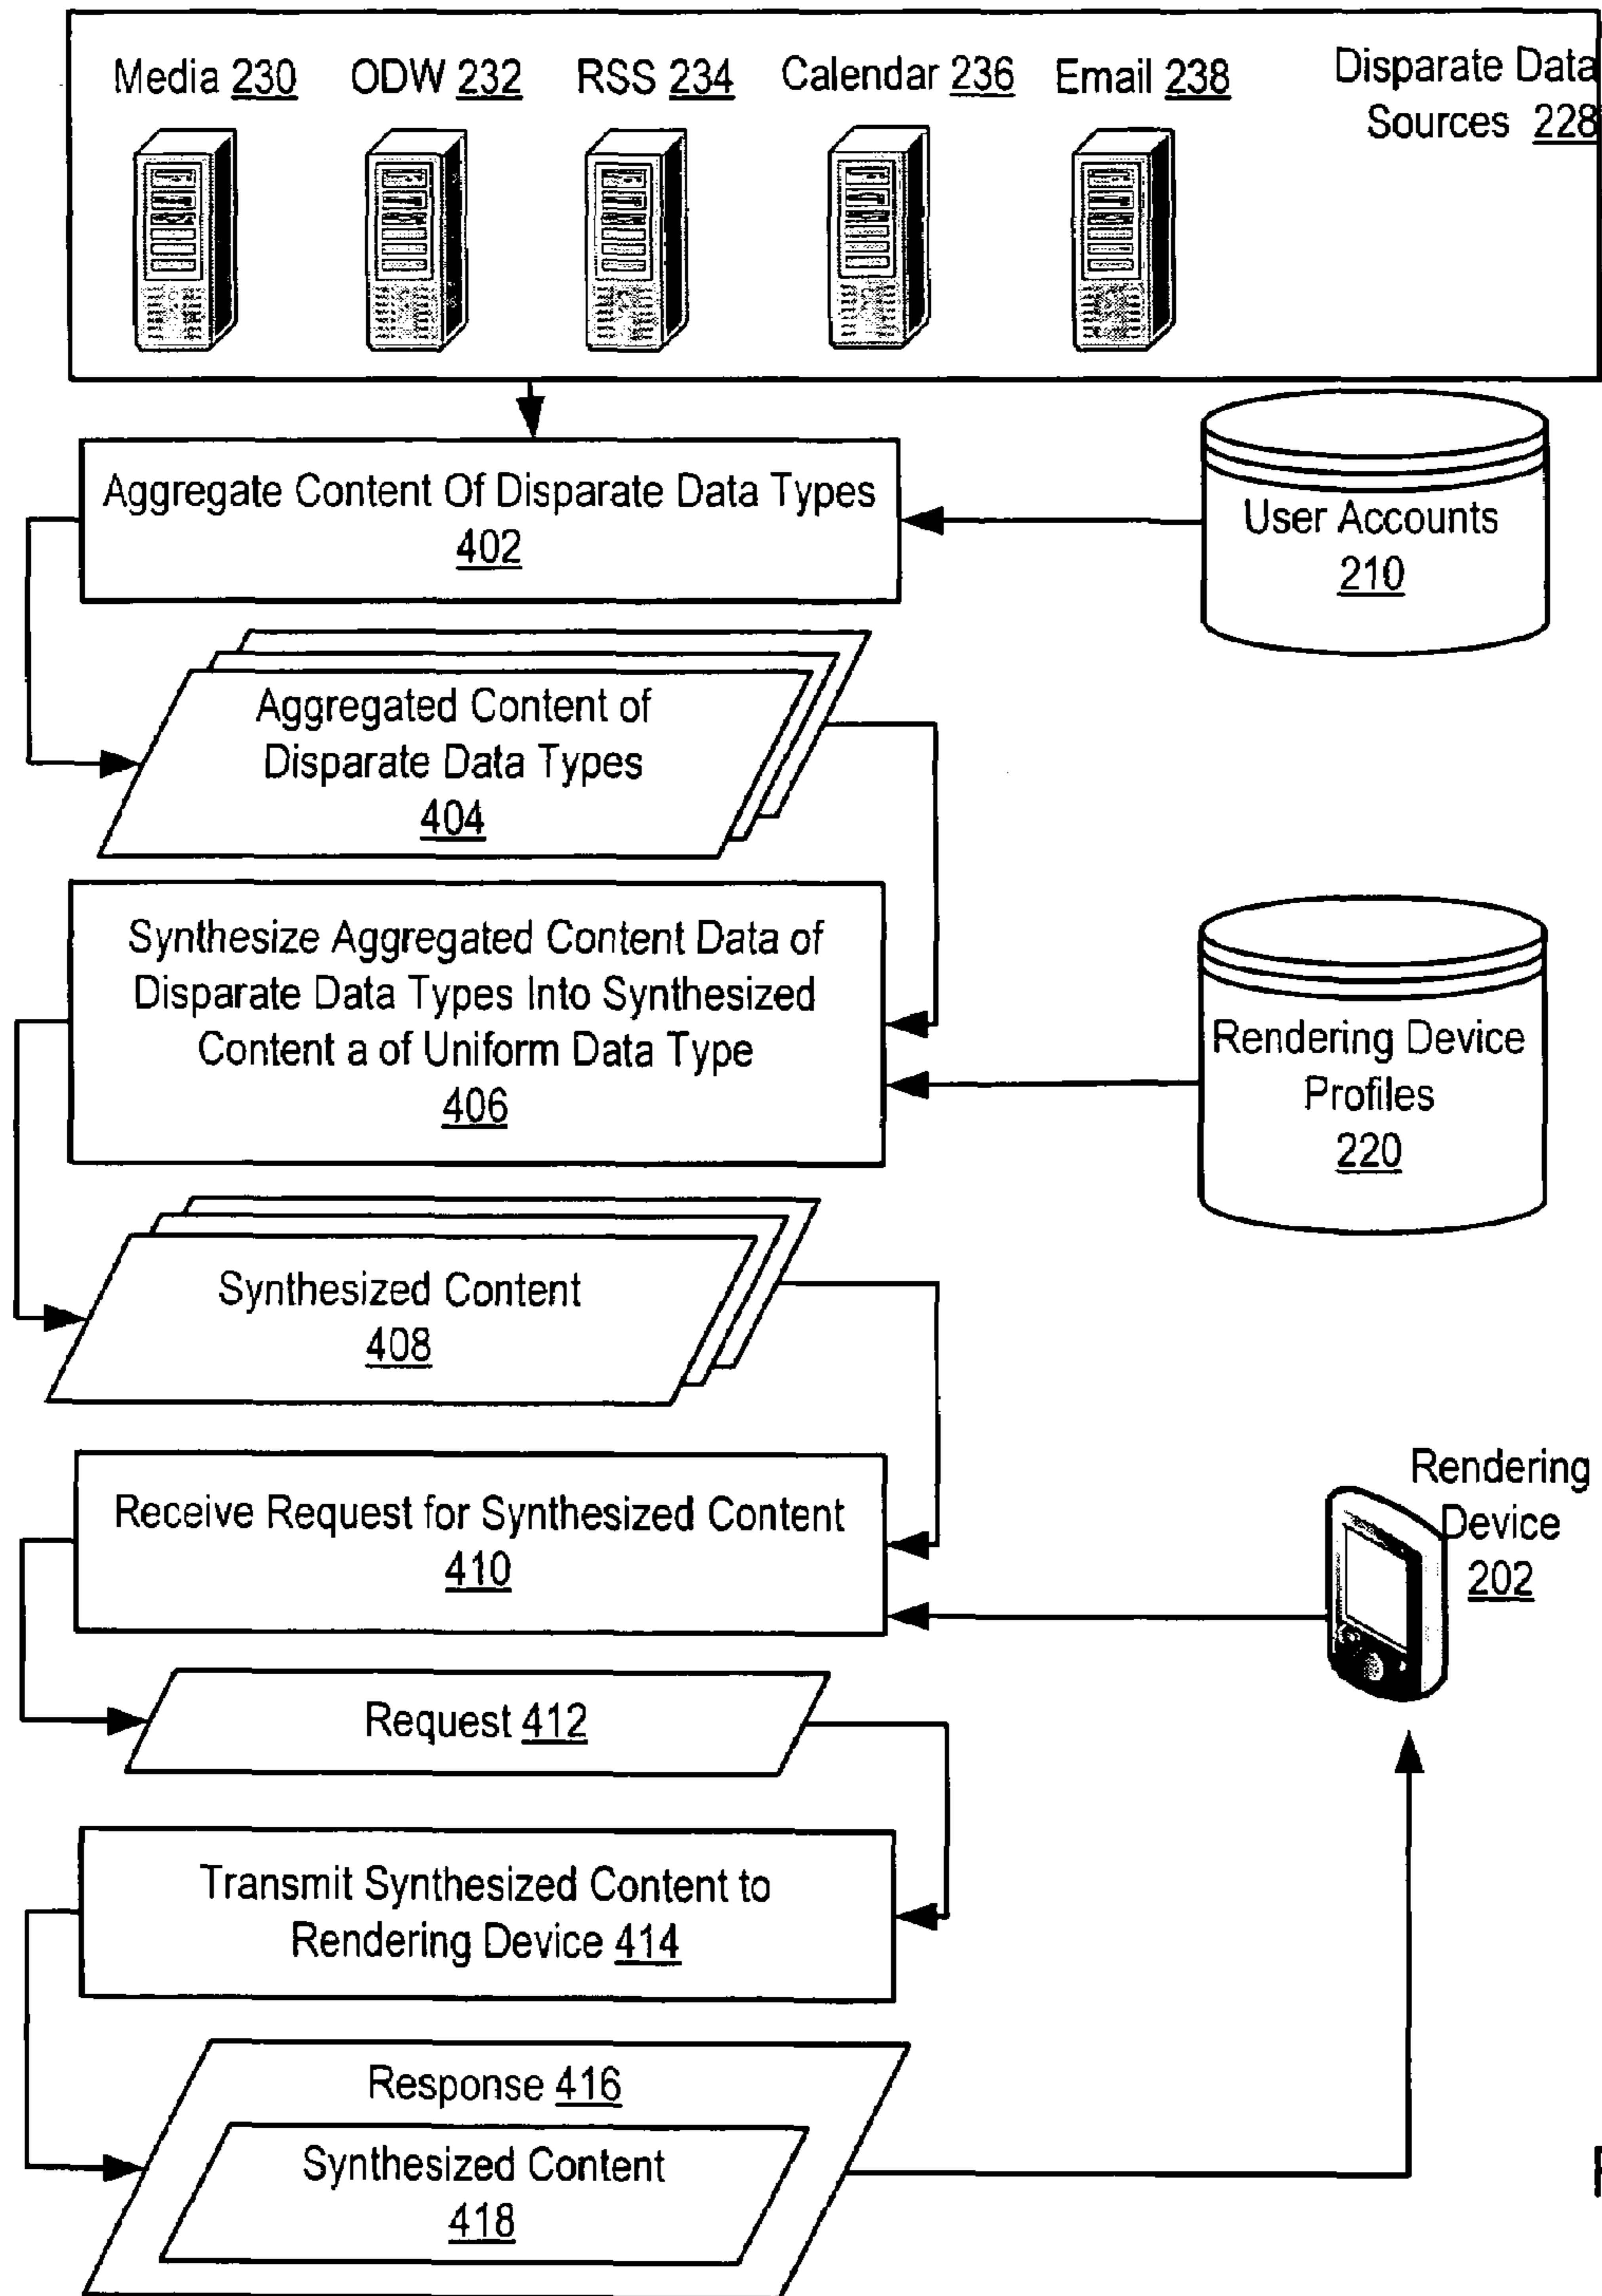 Media 230
ODW 232
RSS 234
Calendar 236
Email 238
Disparate Data
Sources 228
Aggregate Content Of Disparate Data Types
402
User Accounts
210
Aggregated Content of
Disparate Data Types
404
Synthesize Aggregated Content Data of
Disparate Data Types Into Synthesized
Content a of Uniform Data Type
406
Rendering Device
Profiles
220
Synthesized Content
408
Receive Request for Synthesized Content
410
Rendering
Device
202
Request 412
Transmit Synthesized Content to
Rendering Device 414
Response 416
Synthesized Content
418